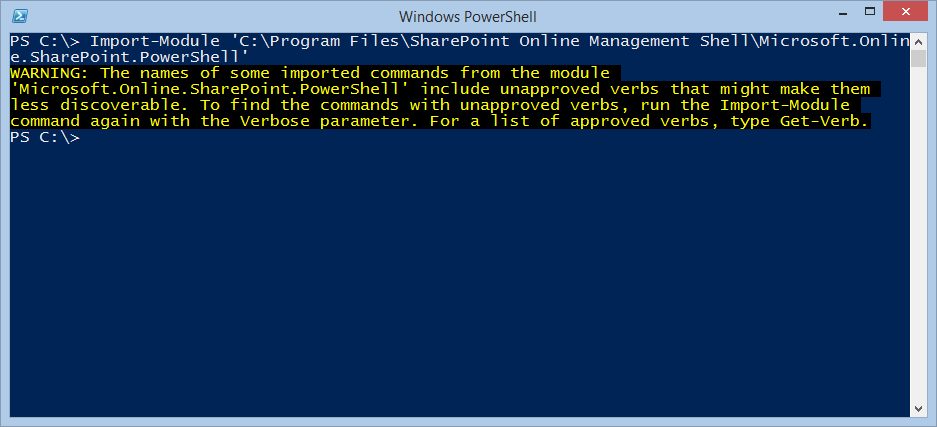 Windows PowerShell
PS C:\> Import-Module 'C:\Program Files\SharePoint Online Management Shell\Microsoft.Onlin
e.SharePoint.PowerShell'
WARNING: The names of some imported commands from the module
'Microsoft.Online.SharePoint.PowerShell' include unapproved verbs that might make them
less discoverable. To find the commands with unapproved verbs, run the Import-Module
command again with the Verbose parameter. For a list of approved verbs, type Get-Verb.
PS C:\>